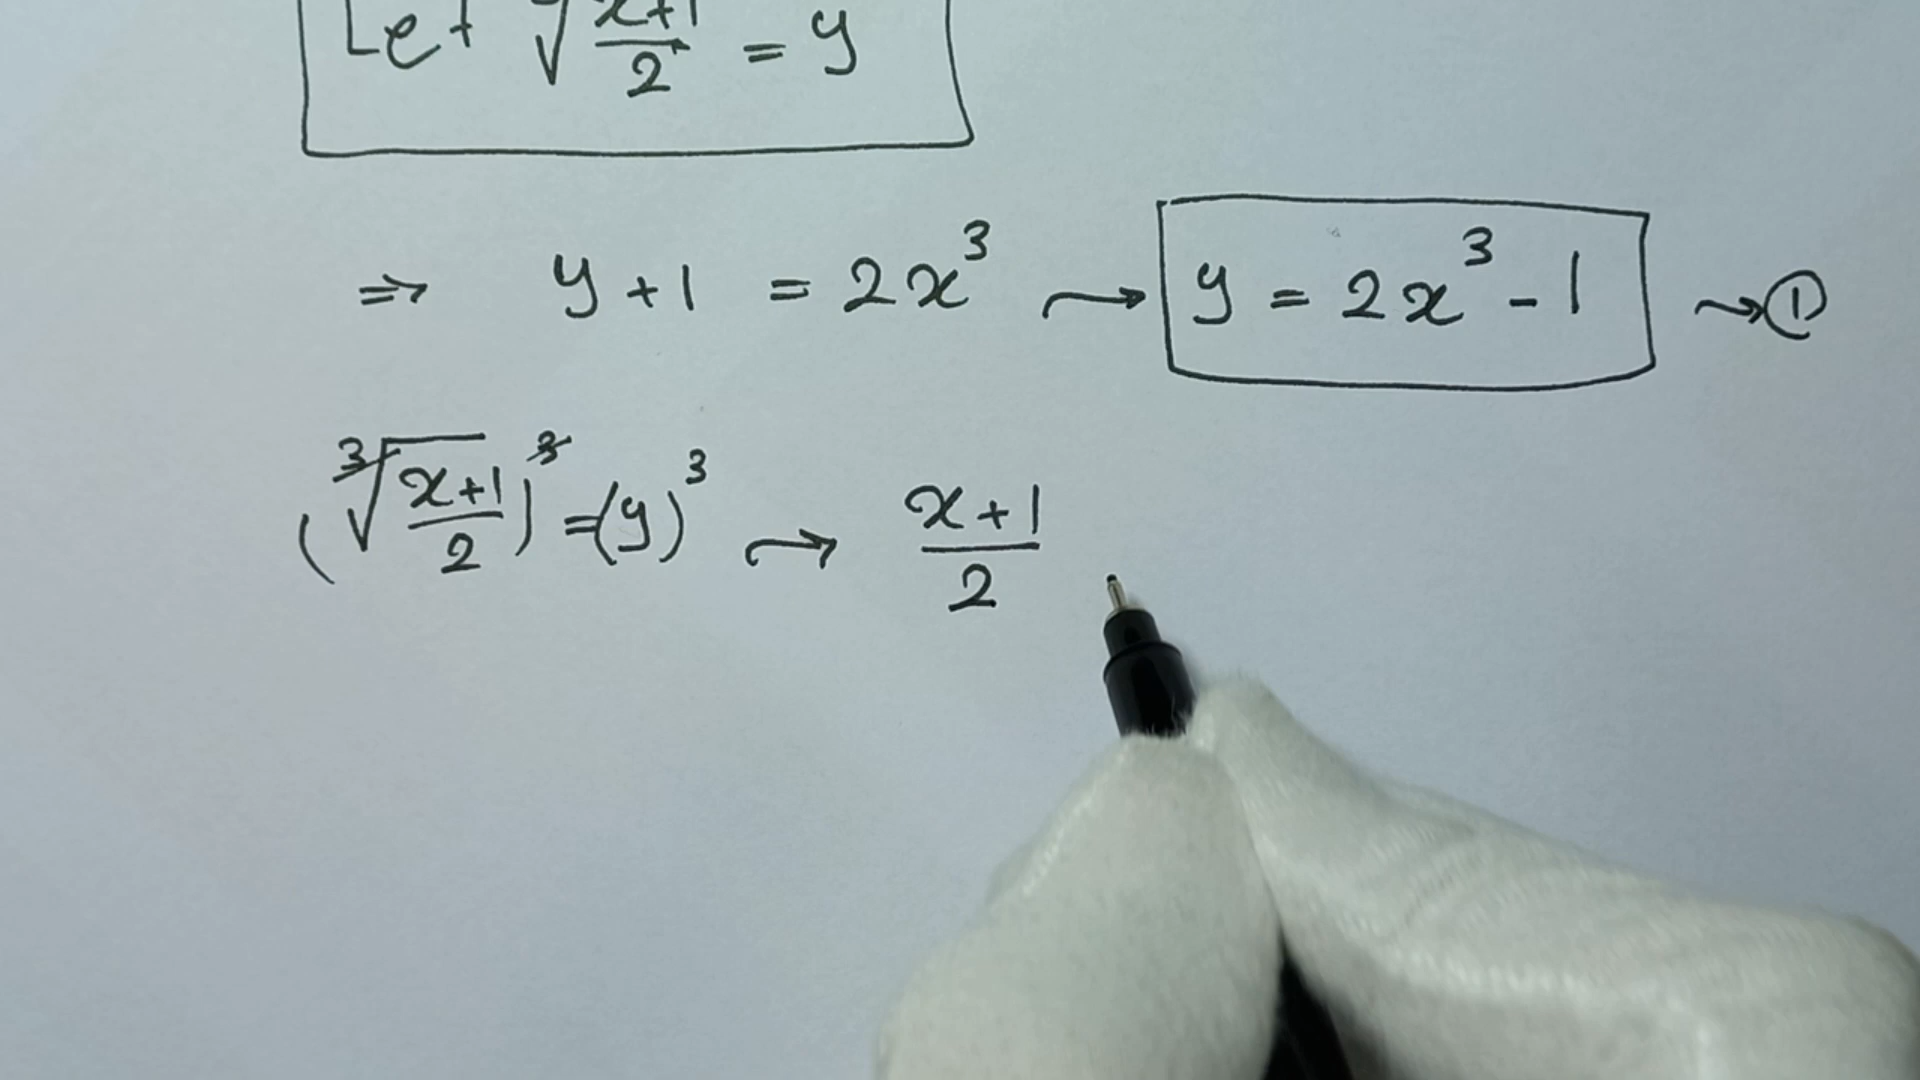 Let ∛(x+1)/2 = y
⇒ y + 1 = 2x³ → y = 2x³ - 1 → ①
(∛(x+1)/2)³ = (y)³ → (x+1)/2